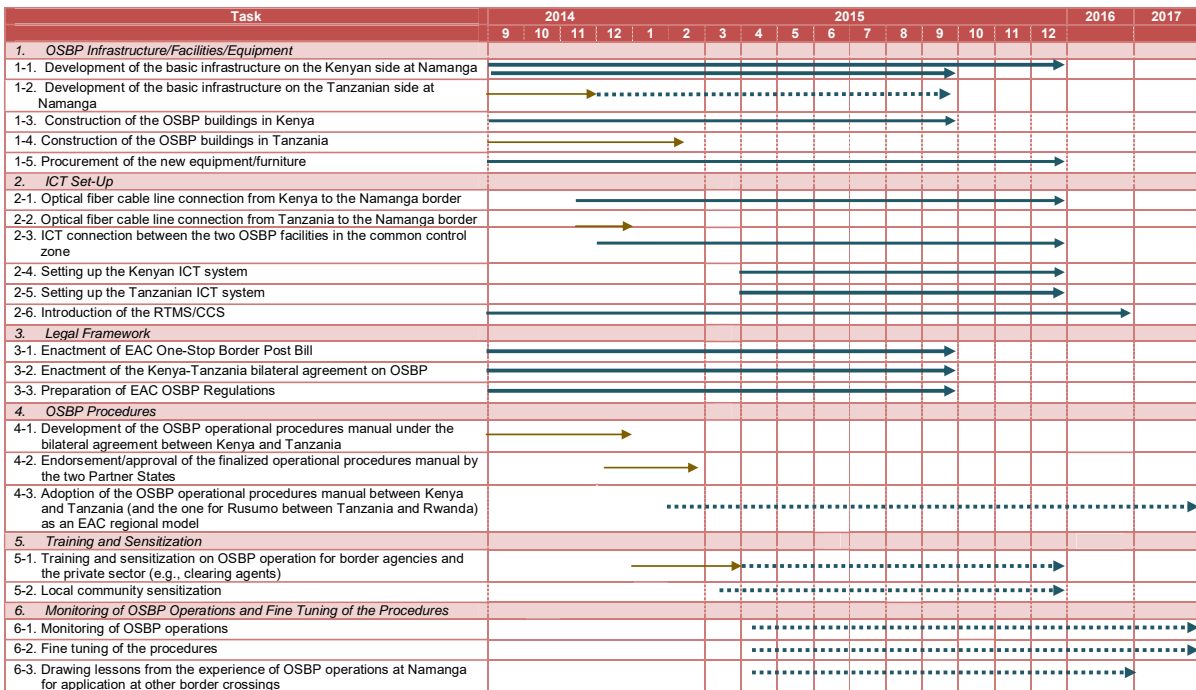 Task 2014 2015 2016 2017
9 10 11 12 1 2 3 4 5 6 7 8 9 10 11 12
1. OSBP Infrastructure/Facilities/Equipment
1-1. Development of the basic infrastructure on the Kenyan side at Namanga
1-2. Development of the basic infrastructure on the Tanzanian side at
Namanga
1-3. Construction of the OSBP buildings in Kenya
1-4. Construction of the OSBP buildings in Tanzania
1-5. Procurement of the new equipment/furniture
2. ICT Set-Up
2-1. Optical fiber cable line connection from Kenya to the Namanga border
2-2. Optical fiber cable line connection from Tanzania to the Namanga border
2-3. ICT connection between the two OSBP facilities in the common control
zone
2-4. Setting up the Kenyan ICT system
2-5. Setting up the Tanzanian ICT system
2-6. Introduction of the RTMS/CCS
3. Legal Framework
3-1. Enactment of EAC One-Stop Border Post Bill
3-2. Enactment of the Kenya-Tanzania bilateral agreement on OSBP
3-3. Preparation of EAC OSBP Regulations
4. OSBP Procedures
4-1. Development of the OSBP operational procedures manual under the
bilateral agreement between Kenya and Tanzania
4-2. Endorsement/approval of the finalized operational procedures manual by
the two Partner States
4-3. Adoption of the OSBP operational procedures manual between Kenya
and Tanzania (and the one for Rusumo between Tanzania and Rwanda)
as an EAC regional model
5. Training and Sensitization
5-1. Training and sensitization on OSBP operation for border agencies and
the private sector (e.g., clearing agents)
5-2. Local community sensitization
6. Monitoring of OSBP Operations and Fine Tuning of the Procedures
6-1. Monitoring of OSBP operations
6-2. Fine tuning of the procedures
6-3. Drawing lessons from the experience of OSBP operations at Namanga
for application at other border crossings